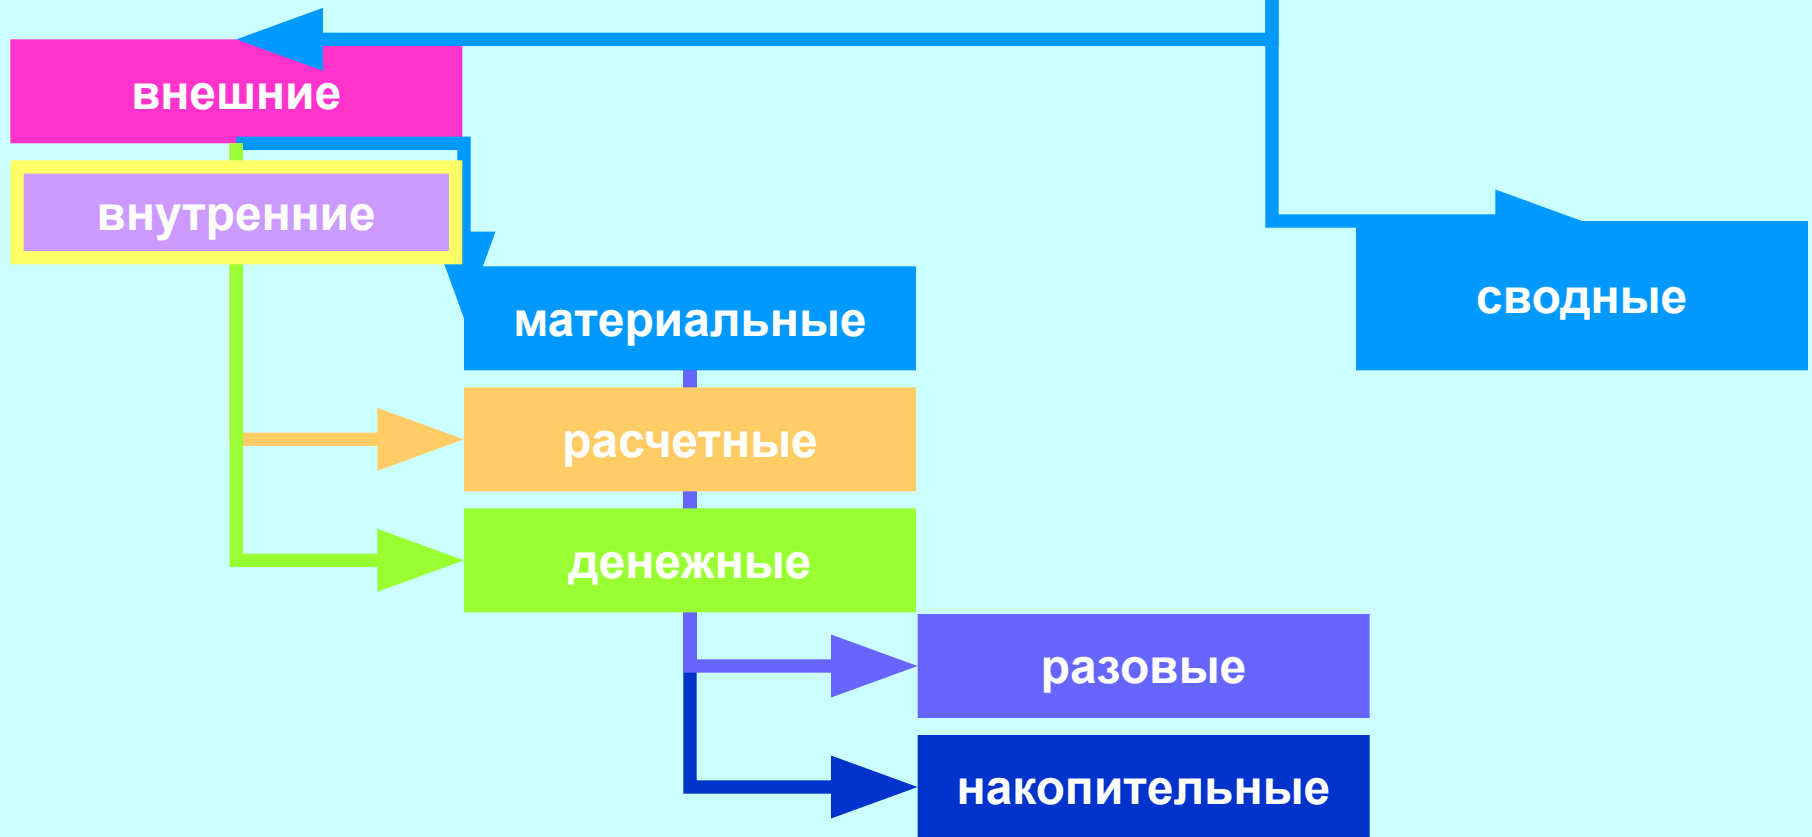 внешние
внутренние
материальные
сводные
расчетные
денежные
разовые
накопительные